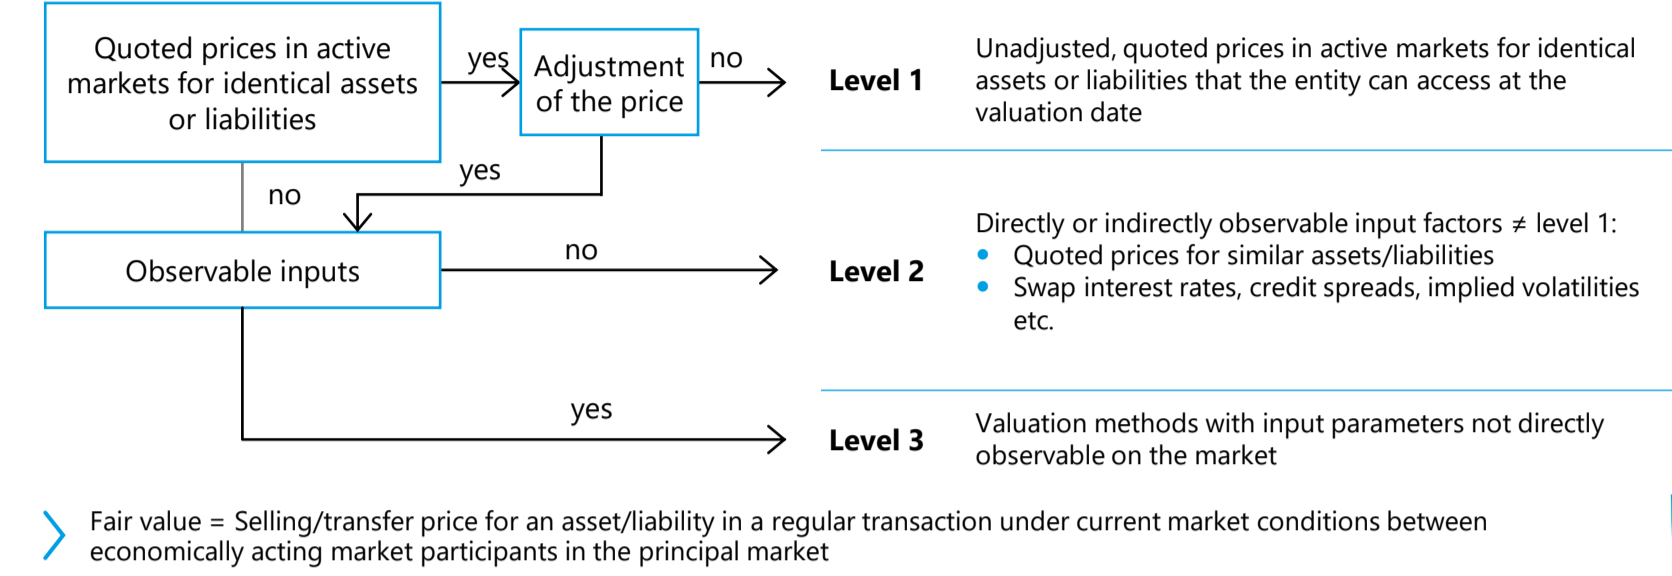 Quoted prices in active
markets for identical assets
or liabilities
yes
Adjustment
of the price
no
Level 1
Unadjusted, quoted prices in active markets for identical
assets or liabilities that the entity can access at the
valuation date
yes
no
Observable inputs
no
Level 2
Directly or indirectly observable input factors ≠ level 1:
• Quoted prices for similar assets/liabilities
• Swap interest rates, credit spreads, implied volatilities
etc.
yes
Level 3
Valuation methods with input parameters not directly
observable on the market
Fair value = Selling/transfer price for an asset/liability in a regular transaction under current market conditions between
economically acting market participants in the principal market